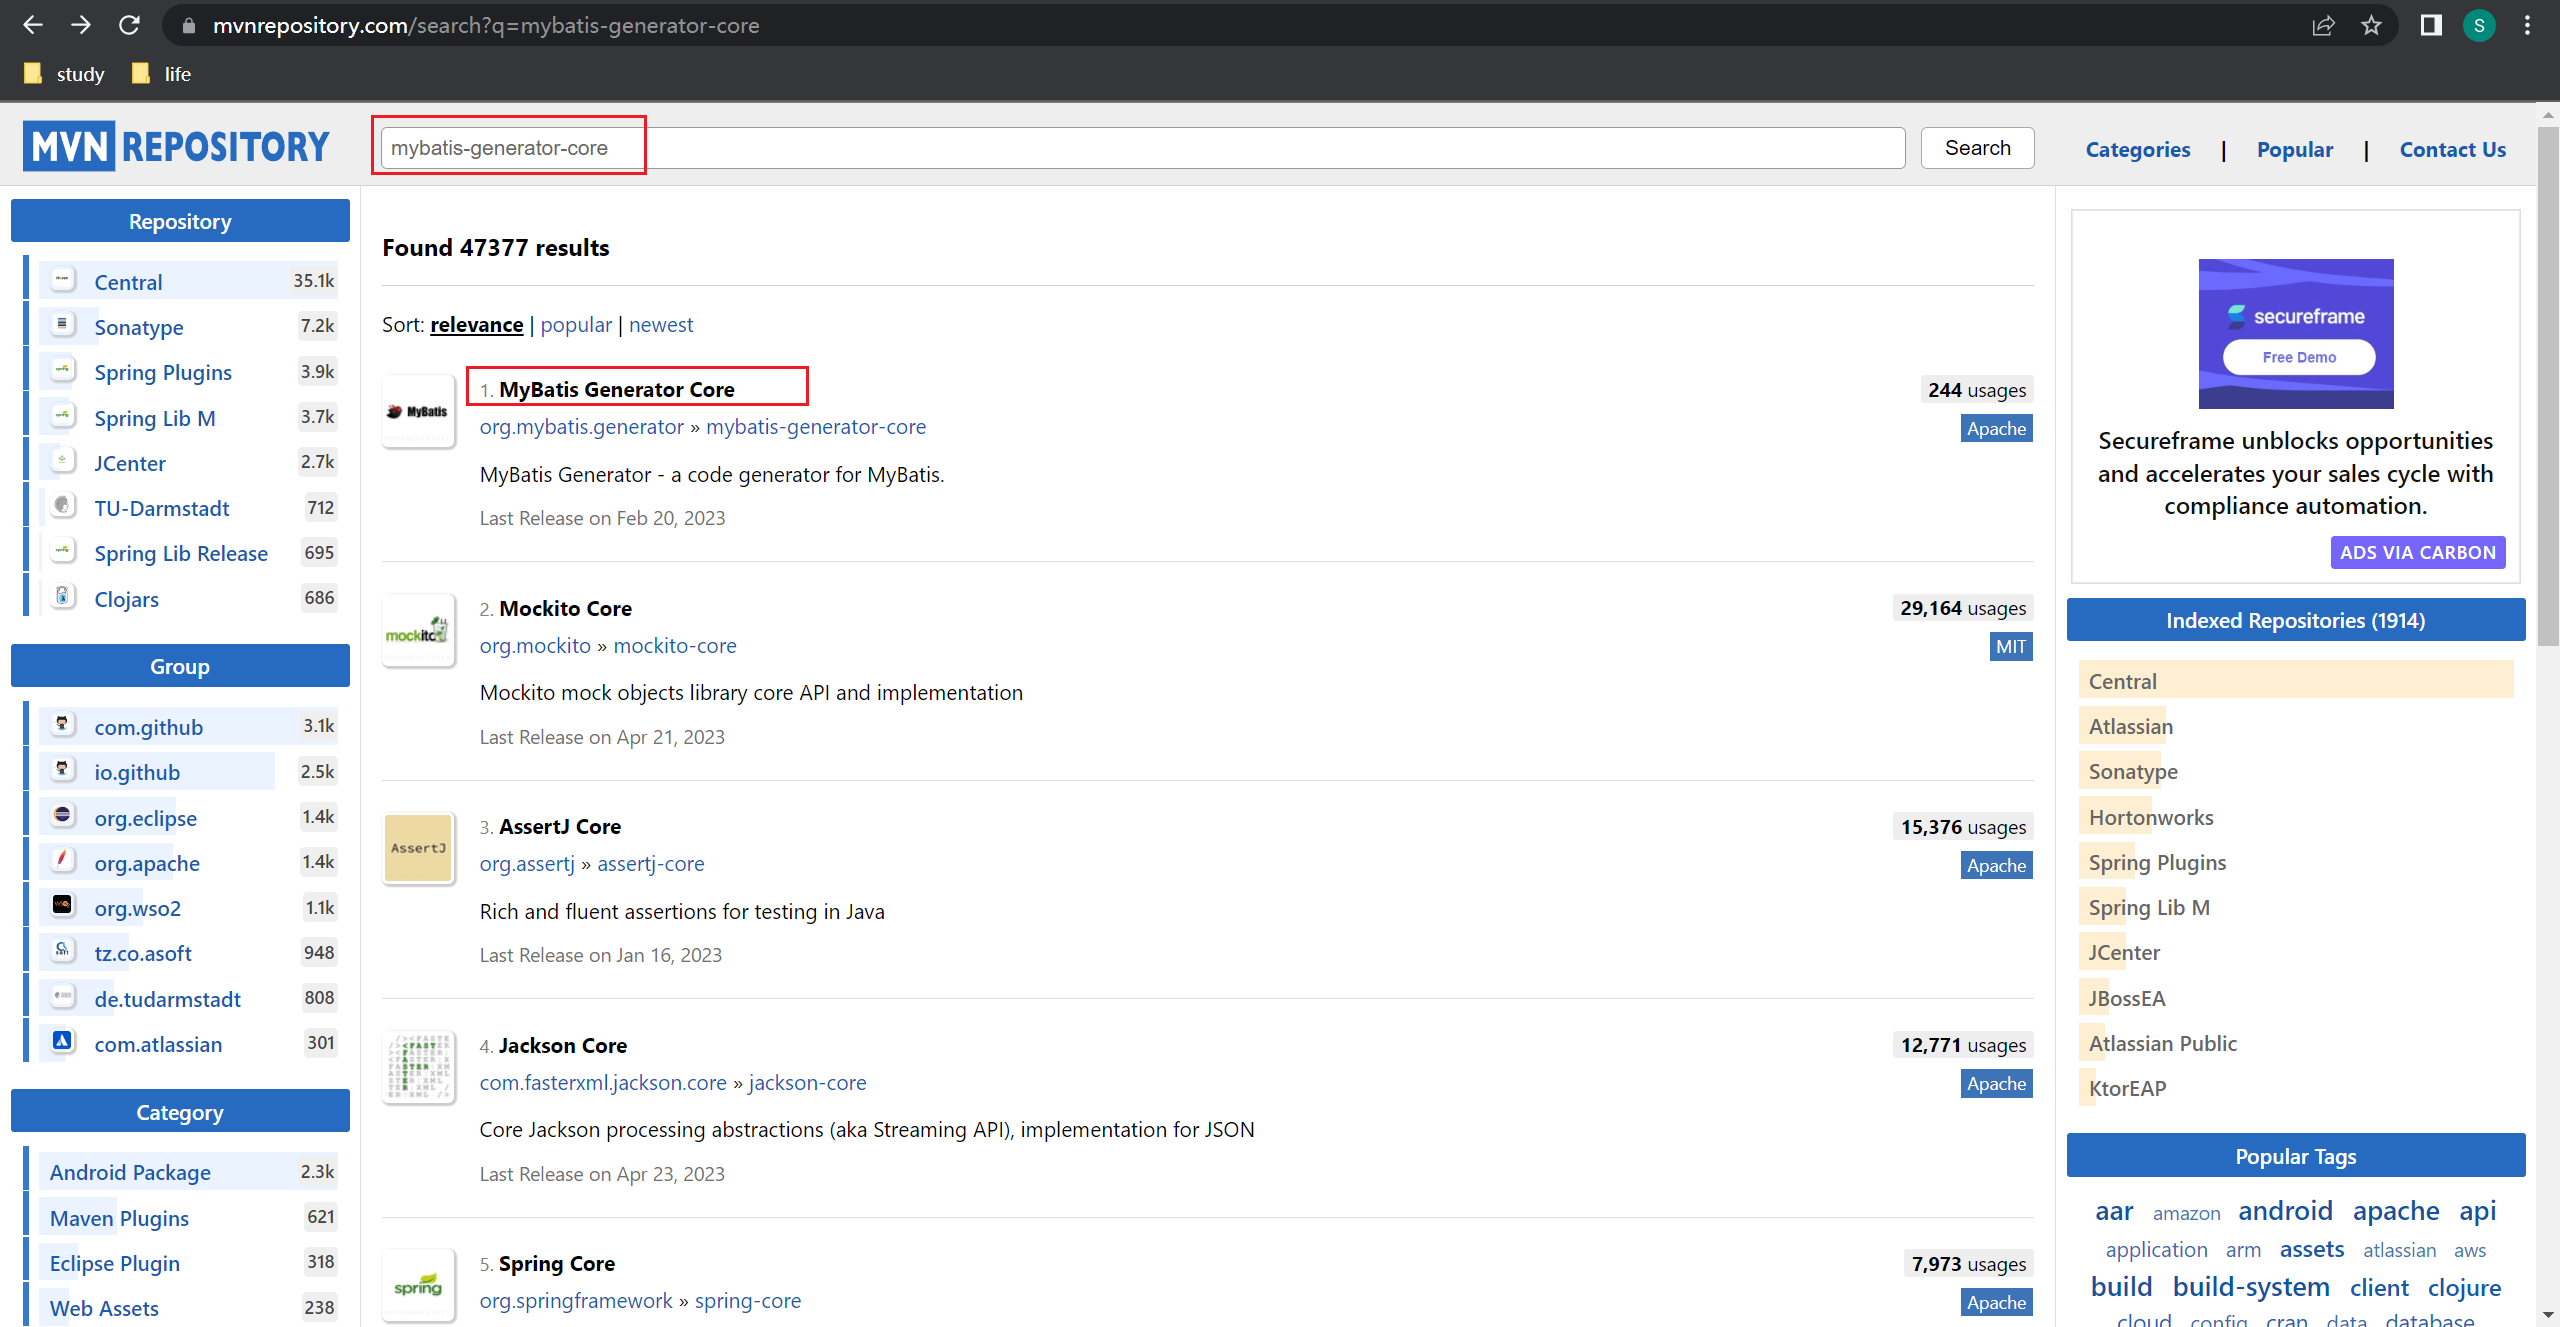 mvnrepository.com/search?q=mybatis-generator-core
S
study
life
MVN REPOSITORY
mybatis-generator-core
Search
Categories | Popular | Contact Us
Repository
Central 35.1k
Sonatype 7.2k
Spring Plugins 3.9k
Spring Lib M 3.7k
JCenter 2.7k
TU-Darmstadt 712
Spring Lib Release 695
Clojars 686
Group
com.github 3.1k
io.github 2.5k
org.eclipse 1.4k
org.apache 1.4k
org.wso2 1.1k
tz.co.asoft 948
de.tudarmstadt 808
com.atlassian 301
Category
Android Package 2.3k
Maven Plugins 621
Eclipse Plugin 318
Web Assets 238
Found 47377 results
Sort: relevance | popular | newest
MyBatis
1. MyBatis Generator Core
244 usages
org.mybatis.generator » mybatis-generator-core
Apache
MyBatis Generator - a code generator for MyBatis.
Last Release on Feb 20, 2023
mockito
2. Mockito Core
29,164 usages
org.mockito » mockito-core
MIT
Mockito mock objects library core API and implementation
Last Release on Apr 21, 2023
AssertJ
3. AssertJ Core
15,376 usages
org.assertj » assertj-core
Apache
Rich and fluent assertions for testing in Java
Last Release on Jan 16, 2023
4. Jackson Core
12,771 usages
com.fasterxml.jackson.core » jackson-core
Apache
Core Jackson processing abstractions (aka Streaming API), implementation for JSON
Last Release on Apr 23, 2023
spring
5. Spring Core
7,973 usages
org.springframework » spring-core
Apache
secureframe
Free Demo
Secureframe unblocks opportunities
and accelerates your sales cycle with
compliance automation.
ADS VIA CARBON
Indexed Repositories (1914)
Central
Atlassian
Sonatype
Hortonworks
Spring Plugins
Spring Lib M
JCenter
JBossEA
Atlassian Public
KtorEAP
Popular Tags
aar amazon android apache api
application arm assets atlassian aws
build build-system client clojure
cloud config cran data database